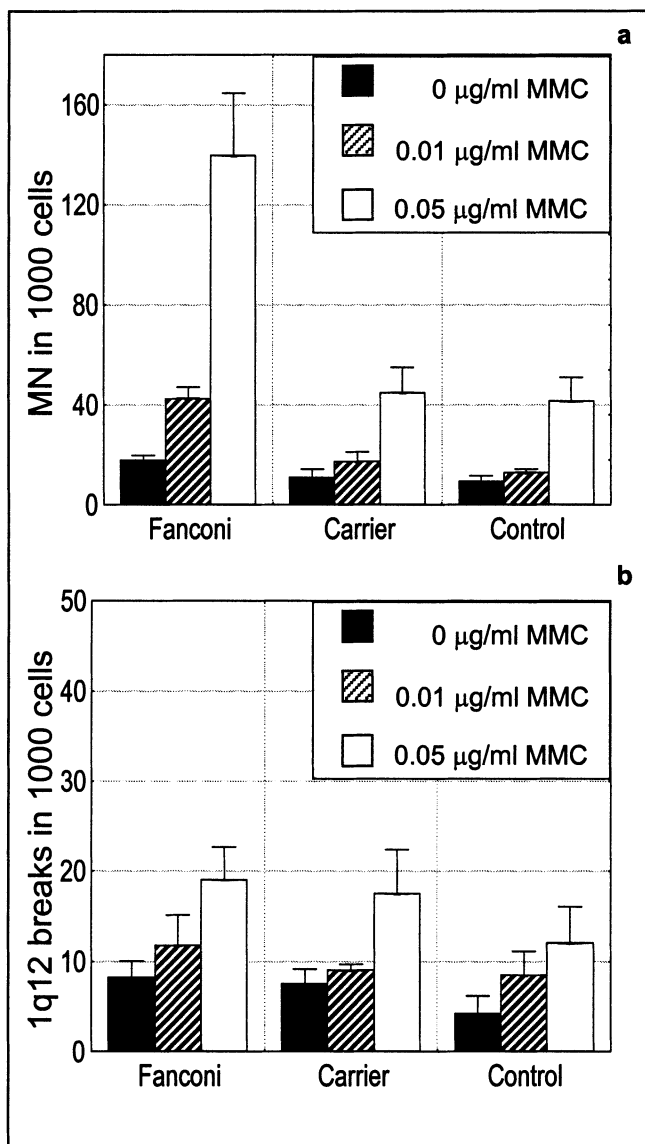 a
0 μg/ml MMC
0.01 μg/ml MMC
0.05 μg/ml MMC
MN in 1000 cells
160
120
80
40
0
Fanconi Carrier Control
b
0 μg/ml MMC
0.01 μg/ml MMC
0.05 μg/ml MMC
1q12 breaks in 1000 cells
50
40
30
20
10
0
Fanconi Carrier Control